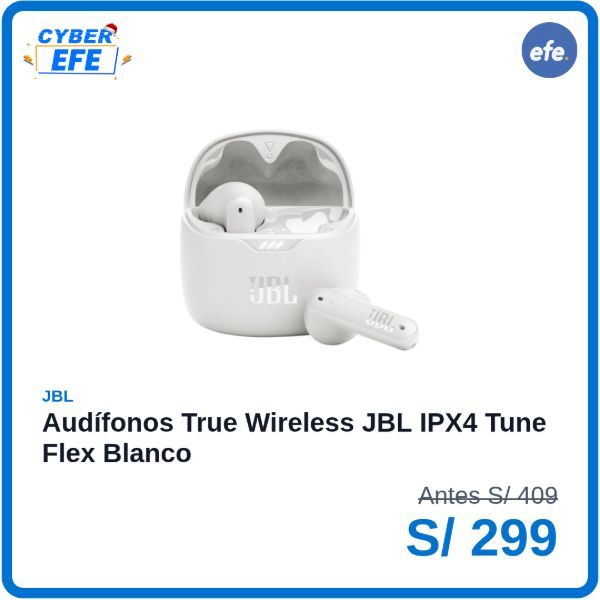 CYBER
EFE
efe.
JBL
JBL
JBL
Audífonos True Wireless JBL IPX4 Tune
Flex Blanco
Antes S/ 409
S/ 299